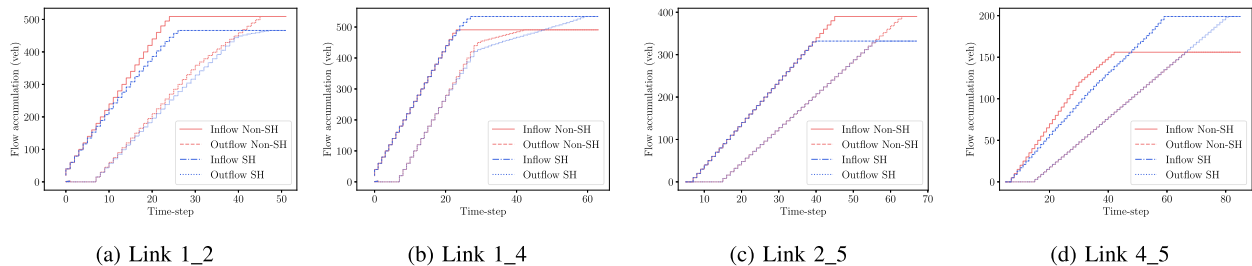 Flow accumulation (veh)
500
400
300
200
100
0
0
10
20
30
40
50
Time-step
Inflow Non-SH
Outflow Non-SH
Inflow SH
Outflow SH
(a) Link 1_2
Flow accumulation (veh)
500
400
300
200
100
0
0
20
40
60
Time-step
Inflow Non-SH
Outflow Non-SH
Inflow SH
Outflow SH
(b) Link 1_4
Flow accumulation (veh)
400
300
200
100
0
10
20
30
40
50
60
70
Time-step
Inflow Non-SH
Outflow Non-SH
Inflow SH
Outflow SH
(c) Link 2_5
Flow accumulation (veh)
200
150
100
50
0
20
40
60
80
Time-step
Inflow Non-SH
Outflow Non-SH
Inflow SH
Outflow SH
(d) Link 4_5